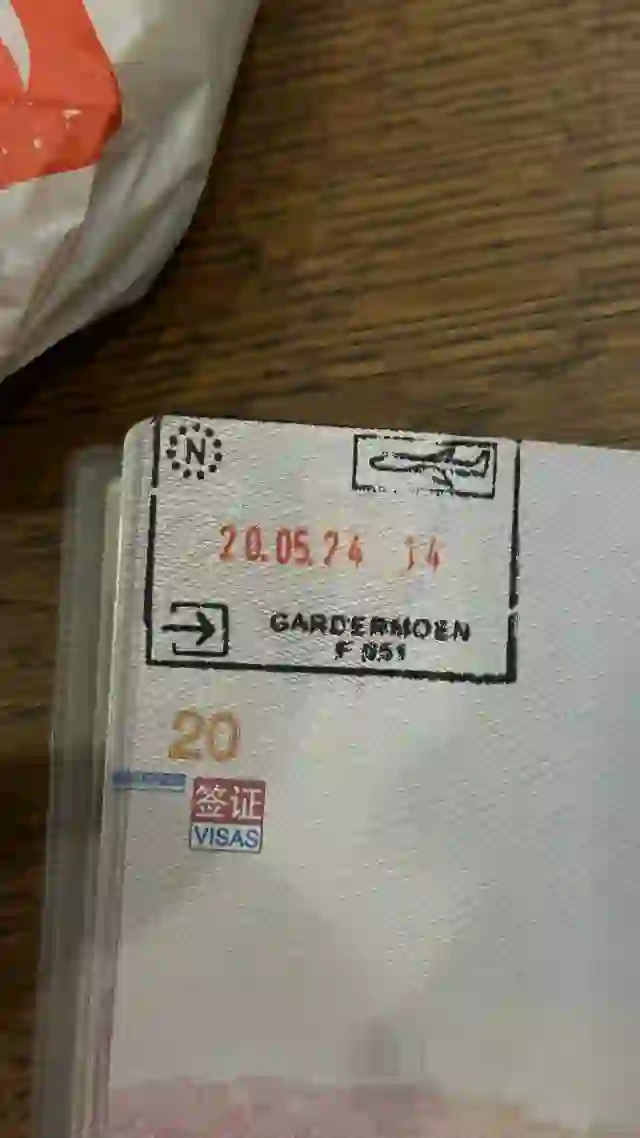 N
20.05.24 14
GARDERMOEN
F 051
20
签证
VISAS